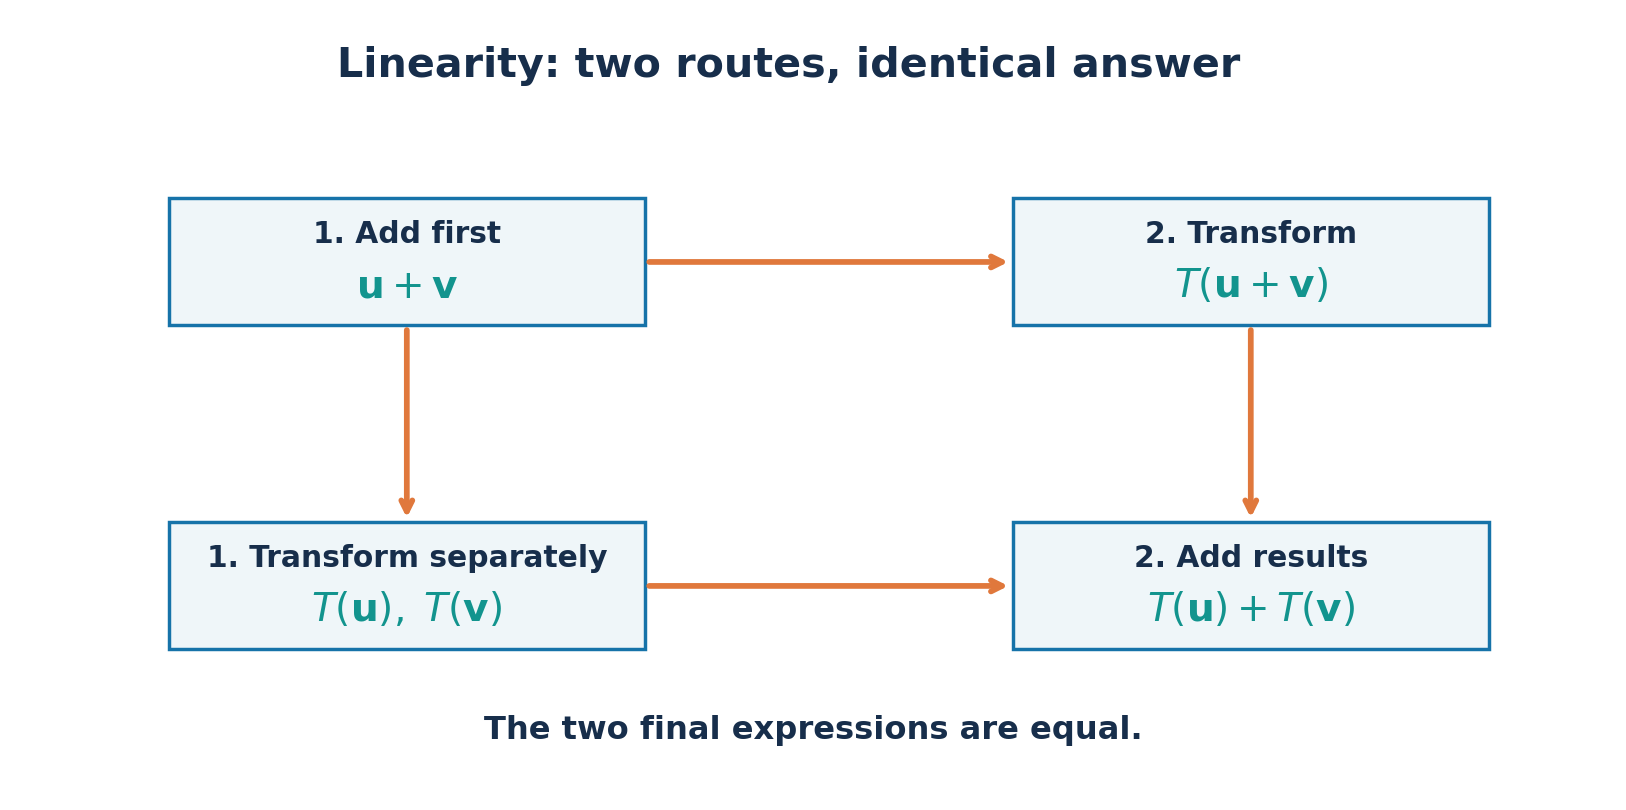 Linearity: two routes, identical answer
1. Add first
u + v
2. Transform
T(u + v)
1. Transform separately
T(u), T(v)
2. Add results
T(u) + T(v)
The two final expressions are equal.